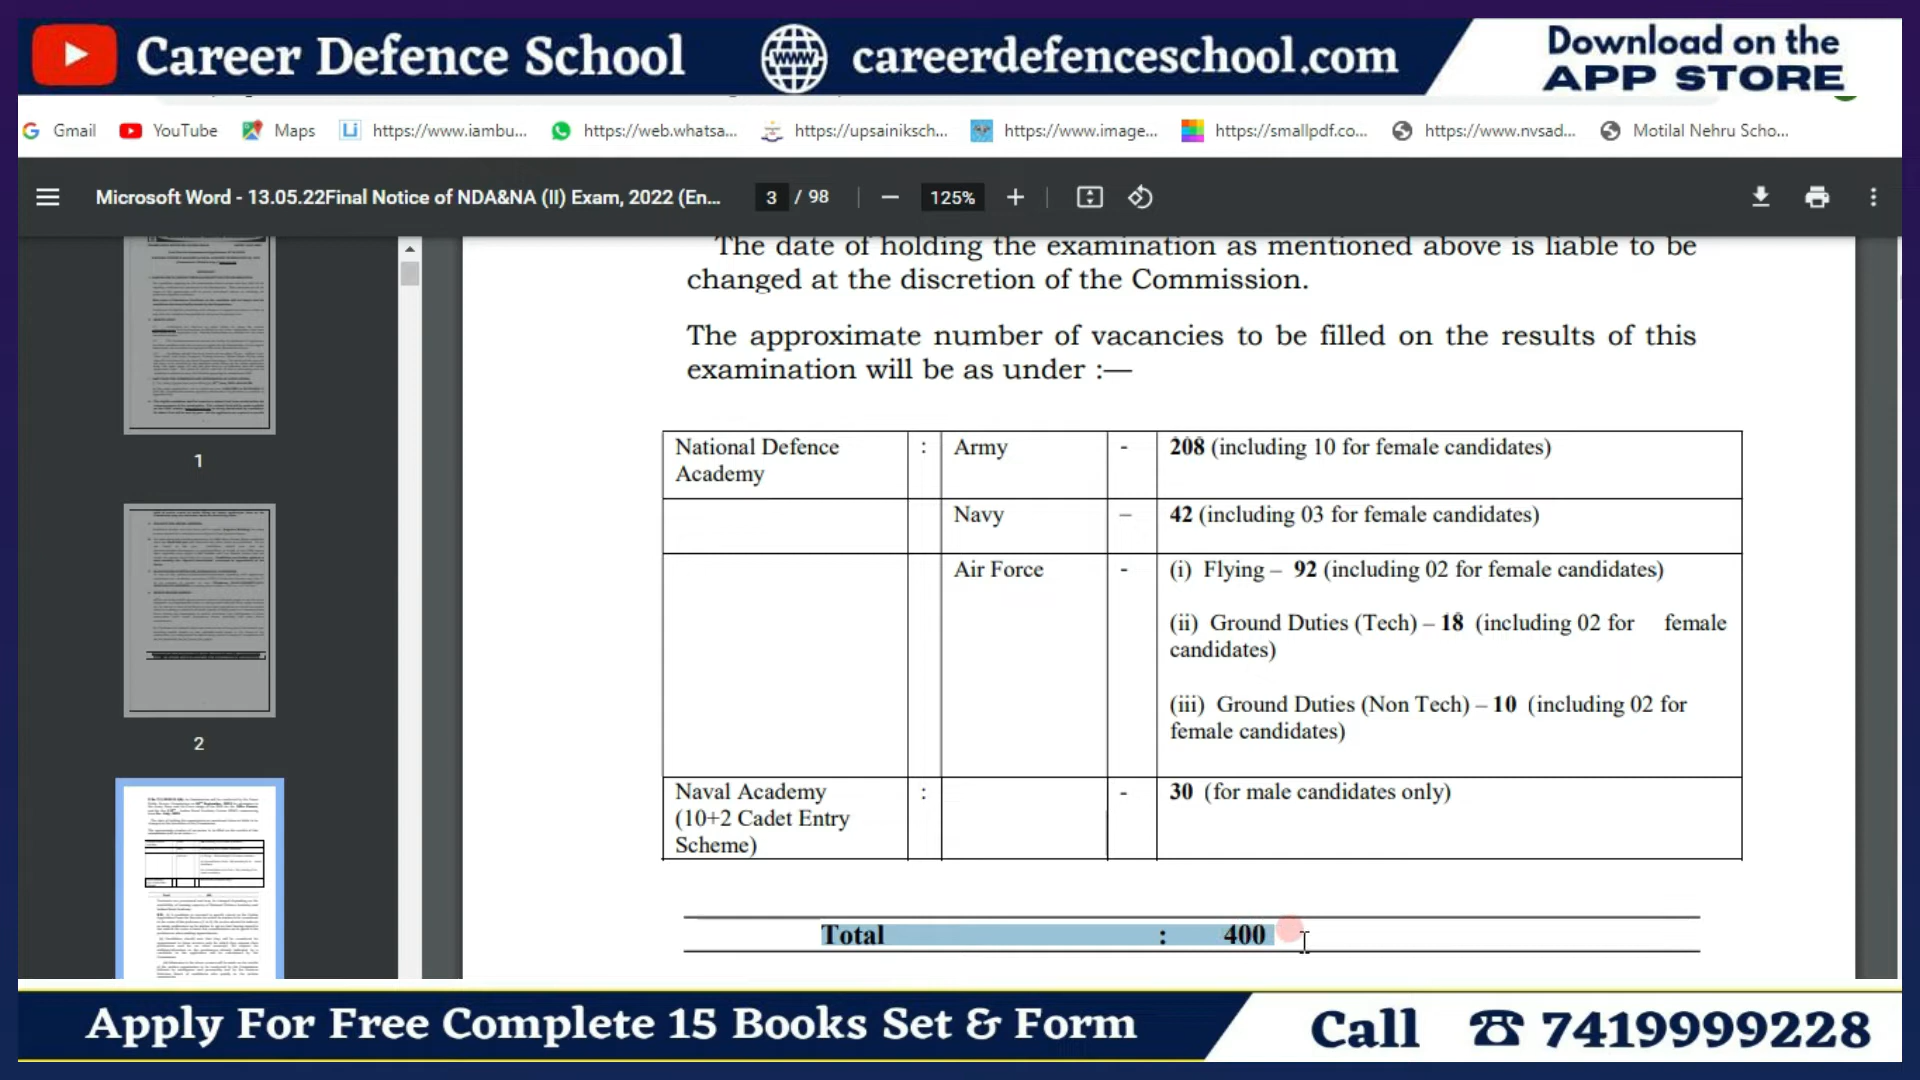 Career Defence School
www
careerdefenceschool.com
Download on the
APP STORE
Gmail
YouTube
Maps
https://www.iambu...
https://web.whatsa...
https://upsainiksch...
https://www.image...
https://smallpdf.co...
https://www.nvsad...
Motilal Nehru Scho...
Microsoft Word - 13.05.22Final Notice of NDA&NA (II) Exam, 2022 (En...
3 / 98
125%
The date of holding the examination as mentioned above is liable to be
changed at the discretion of the Commission.
The approximate number of vacancies to be filled on the results of this
examination will be as under :—
National Defence : Army - 208 (including 10 for female candidates)
Academy
Navy – 42 (including 03 for female candidates)
Air Force - (i) Flying – 92 (including 02 for female candidates)
(ii) Ground Duties (Tech) – 18 (including 02 for female
candidates)
(iii) Ground Duties (Non Tech) – 10 (including 02 for
female candidates)
Naval Academy : - 30 (for male candidates only)
(10+2 Cadet Entry
Scheme)
Total : 400
1
2
Apply For Free Complete 15 Books Set & Form
Call 7419999228